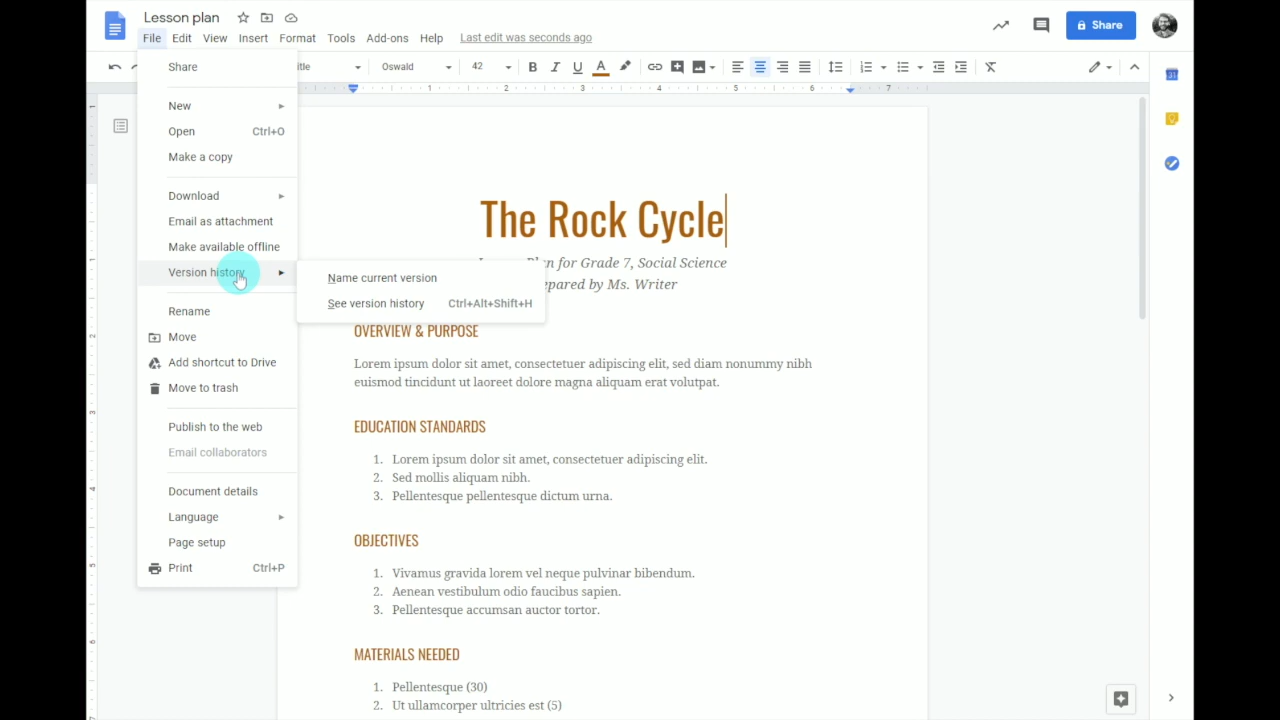 Lesson plan
File Edit View Insert Format Tools Add-ons Help Last edit was seconds ago
Share
Oswald 42
Share
New
Open Ctrl+O
Make a copy
Download
Email as attachment
Make available offline
Version history
Name current version
See version history Ctrl+Alt+Shift+H
Rename
Move
Add shortcut to Drive
Move to trash
Publish to the web
Email collaborators
Document details
Language
Page setup
Print Ctrl+P
1 2 3 4 5 6 7
The Rock Cycle
for Grade 7, Social Science
by Ms. Writer
OVERVIEW & PURPOSE
Lorem ipsum dolor sit amet, consectetuer adipiscing elit, sed diam nonummy nibh
euismod tincidunt ut laoreet dolore magna aliquam erat volutpat.
EDUCATION STANDARDS
1. Lorem ipsum dolor sit amet, consectetuer adipiscing elit.
2. Sed mollis aliquam nibh.
3. Pellentesque pellentesque dictum urna.
OBJECTIVES
1. Vivamus gravida lorem vel neque pulvinar bibendum.
2. Aenean vestibulum odio faucibus sapien.
3. Pellentesque accumsan auctor tortor.
MATERIALS NEEDED
1. Pellentesque (30)
2. Ut ullamcorper ultricies est (5)